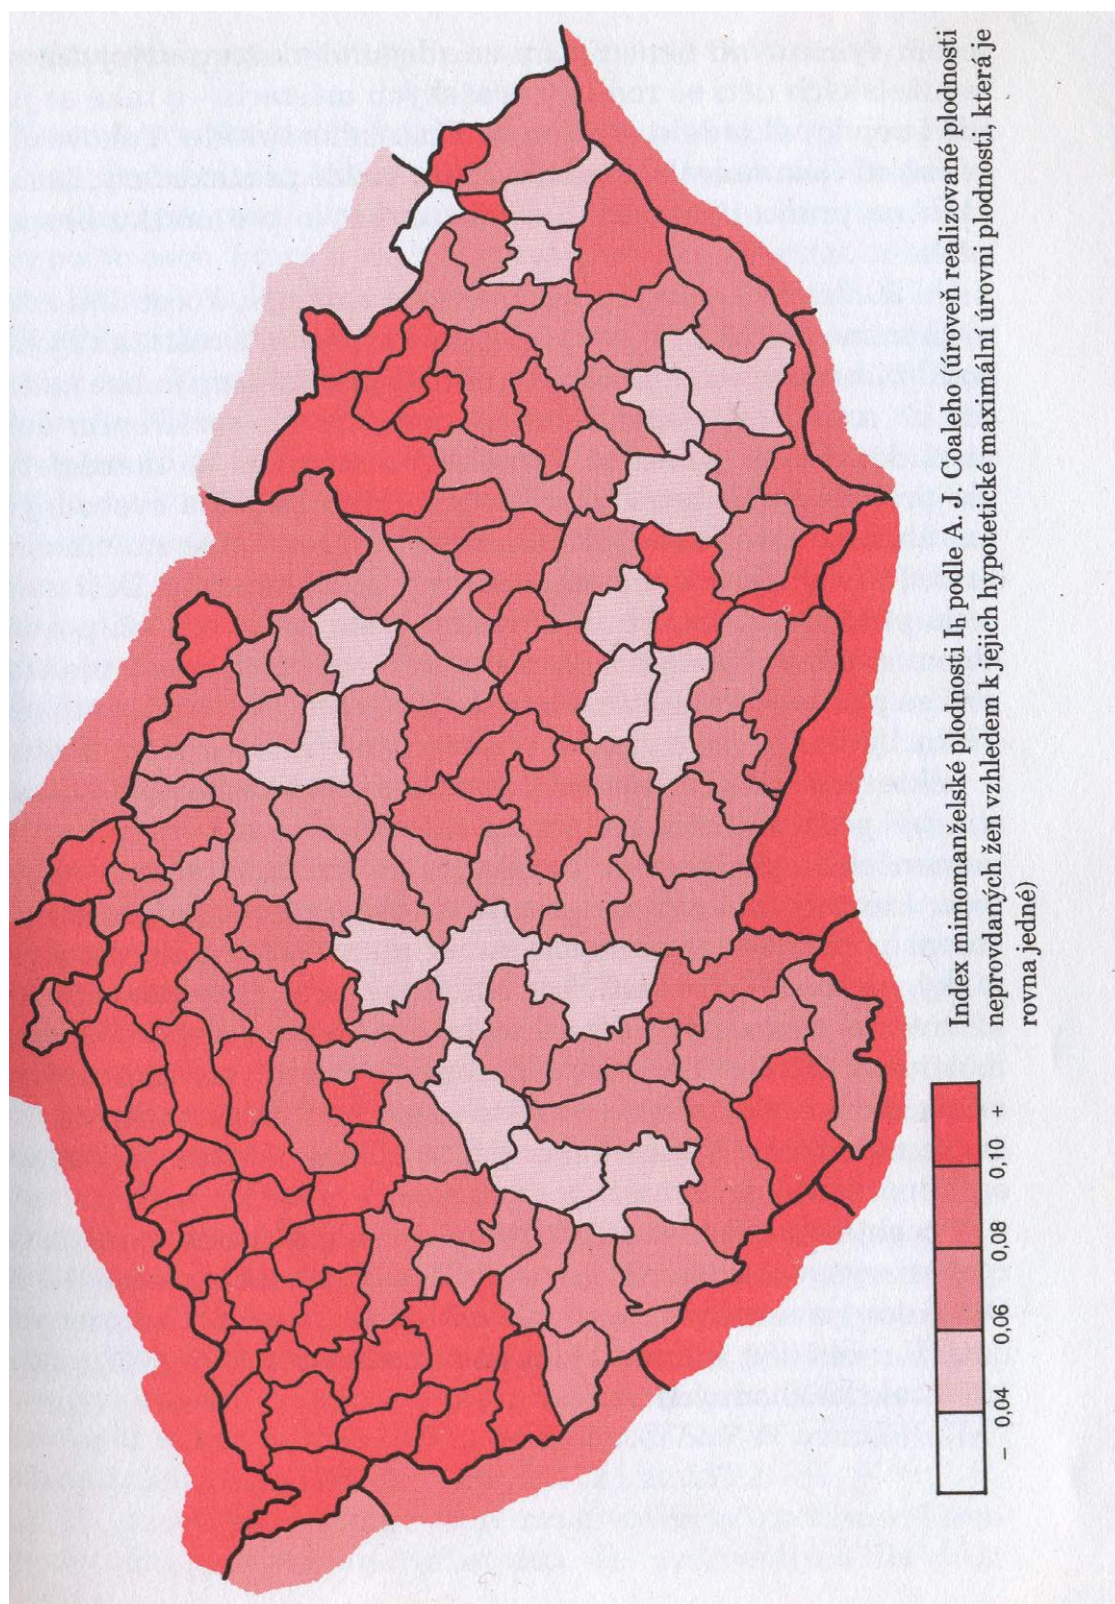 Index mimomanželské plodnosti Ih podle A. J. Coaleho (úroveň realizované plodnosti
neprovdaných žen vzhledem k jejich hypotetické maximální úrovni plodnosti, která je
rovna jedné)
– 0,04 0,06 0,08 0,10 +